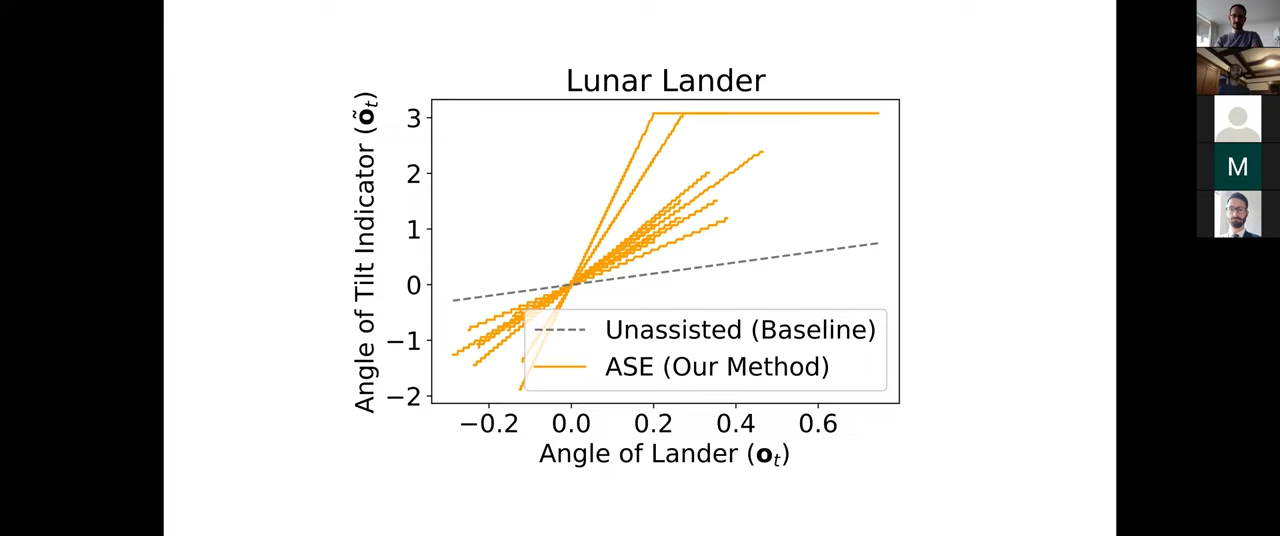 Lunar Lander
Angle of Tilt Indicator (õₜ)
3
2
1
0
−1
−2
Unassisted (Baseline)
ASE (Our Method)
−0.2 0.0 0.2 0.4 0.6
Angle of Lander (oₜ)
M